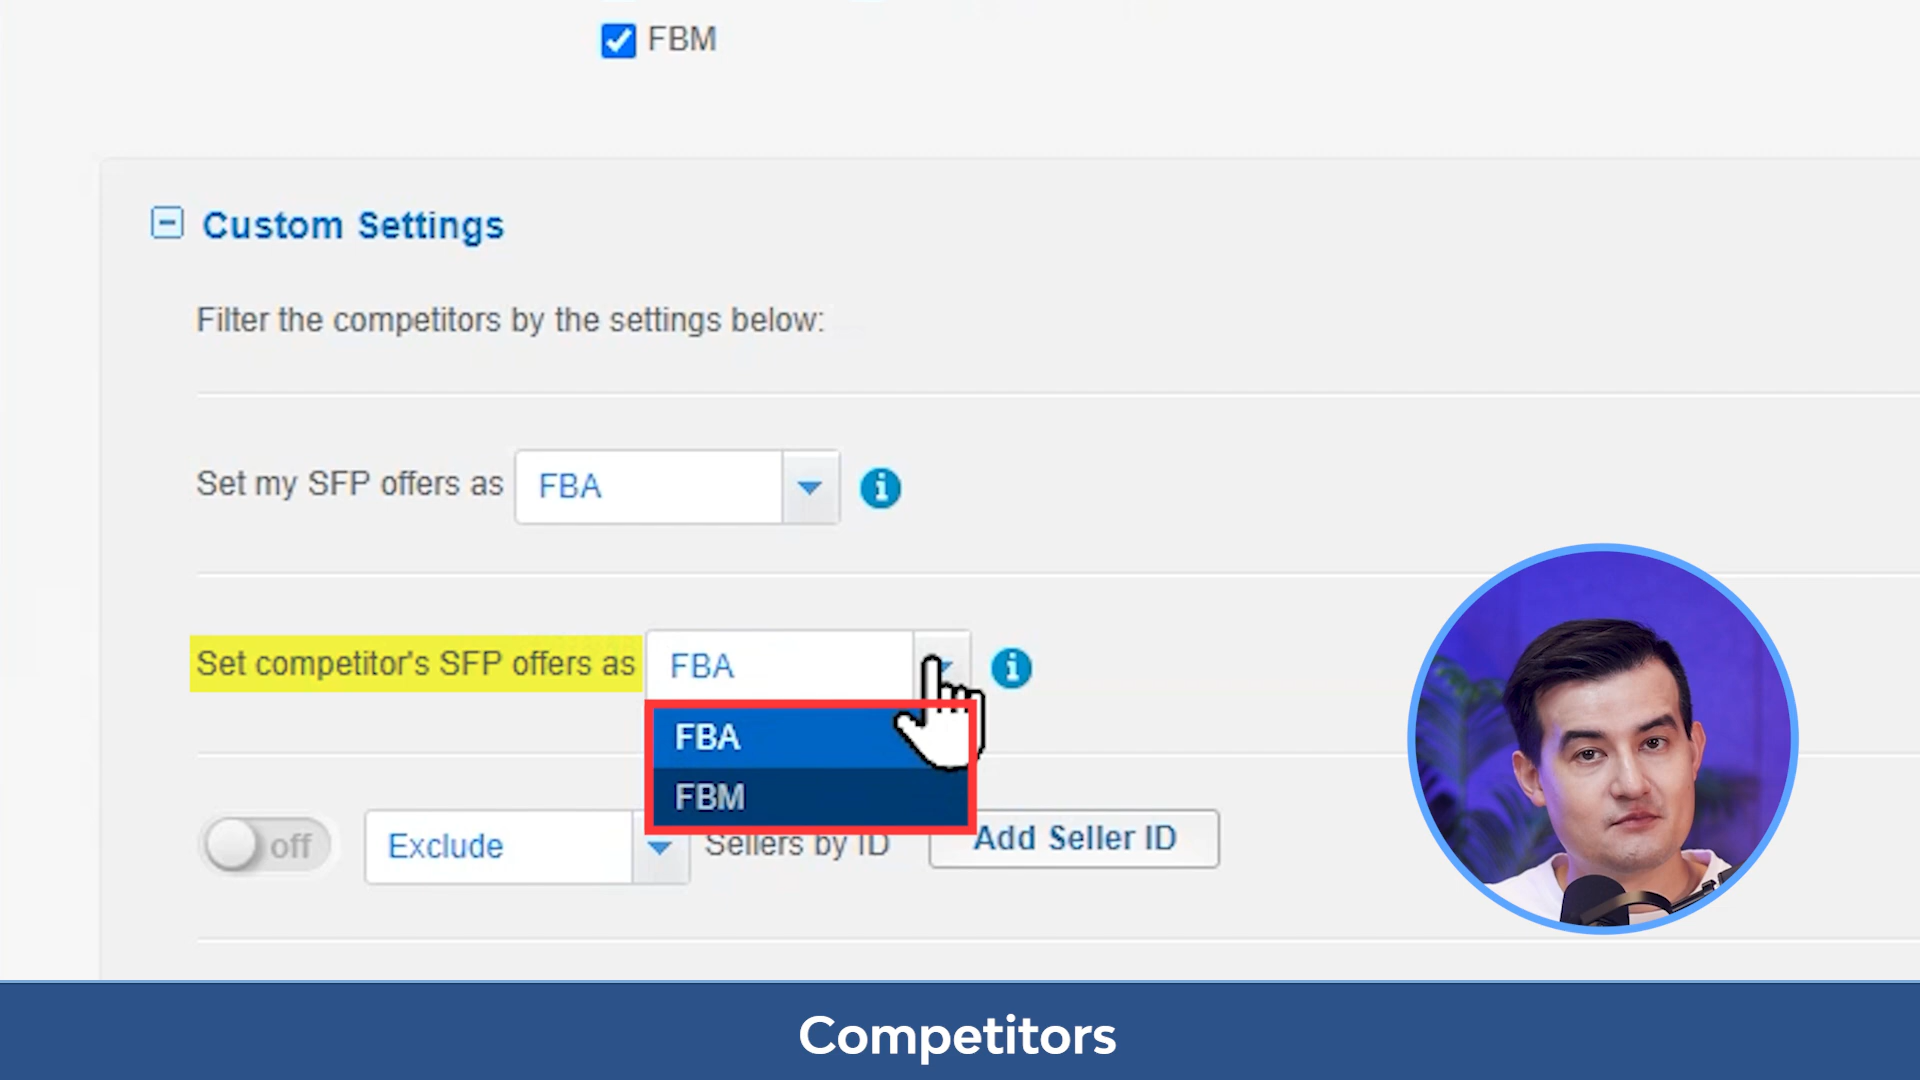 FBM
Custom Settings
Filter the competitors by the settings below:
Set my SFP offers as FBA
Set competitor's SFP offers as FBA
FBA
FBM
off Exclude Sellers by ID Add Seller ID
Competitors